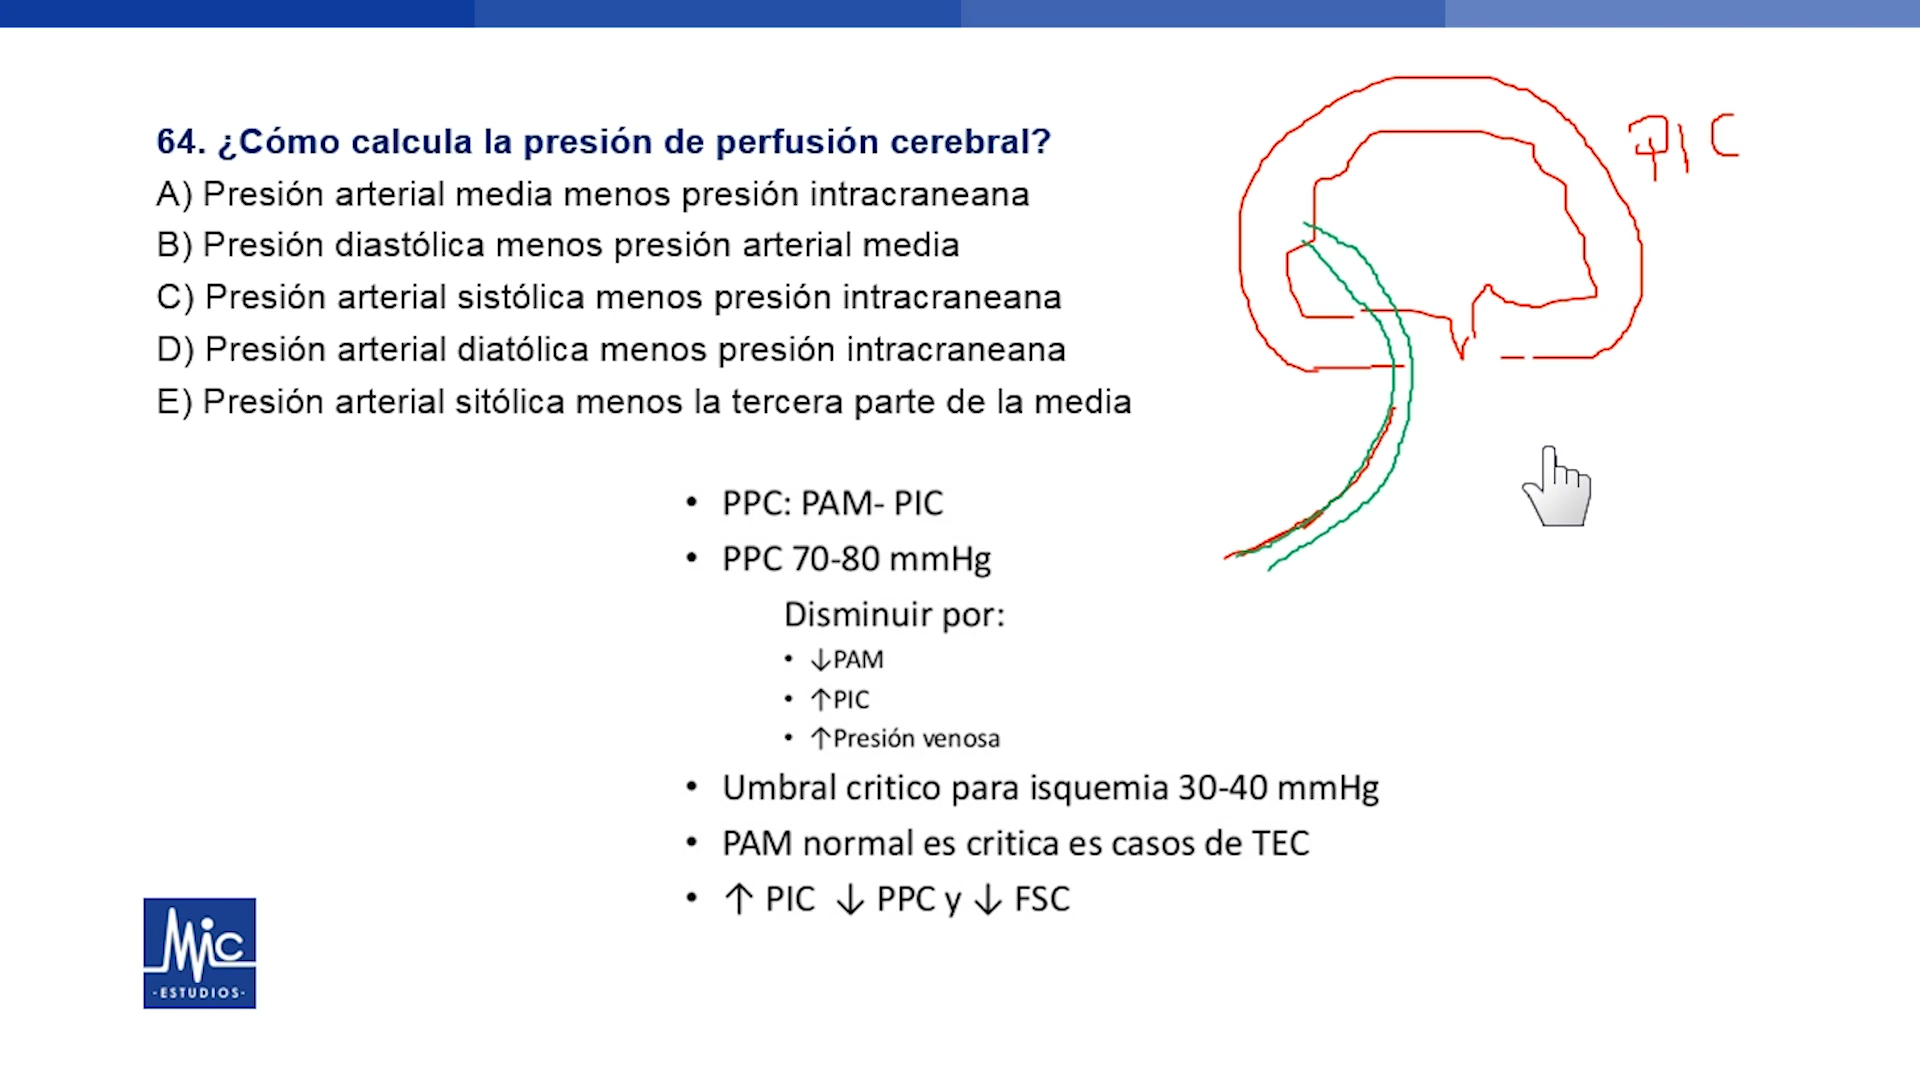 64. ¿Cómo calcula la presión de perfusión cerebral?
A) Presión arterial media menos presión intracraneana
B) Presión diastólica menos presión arterial media
C) Presión arterial sistólica menos presión intracraneana
D) Presión arterial diatólica menos presión intracraneana
E) Presión arterial sitólica menos la tercera parte de la media
PIC
• PPC: PAM- PIC
• PPC 70-80 mmHg
Disminuir por:
• ↓PAM
• ↑PIC
• ↑Presión venosa
• Umbral critico para isquemia 30-40 mmHg
• PAM normal es critica es casos de TEC
• ↑ PIC ↓ PPC y ↓ FSC
Mic
·ESTUDIOS·